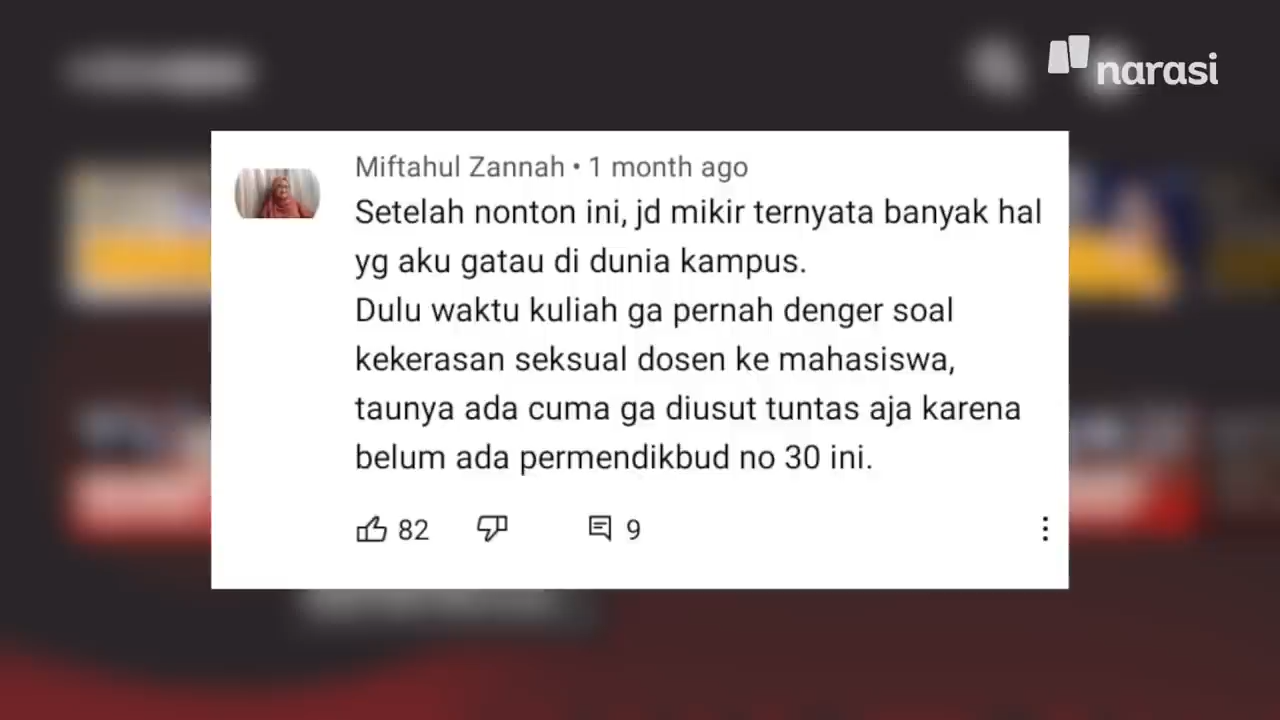 narasi
Miftahul Zannah • 1 month ago
Setelah nonton ini, jd mikir ternyata banyak hal
yg aku gatau di dunia kampus.
Dulu waktu kuliah ga pernah denger soal
kekerasan seksual dosen ke mahasiswa,
taunya ada cuma ga diusut tuntas aja karena
belum ada permendikbud no 30 ini.
82 9